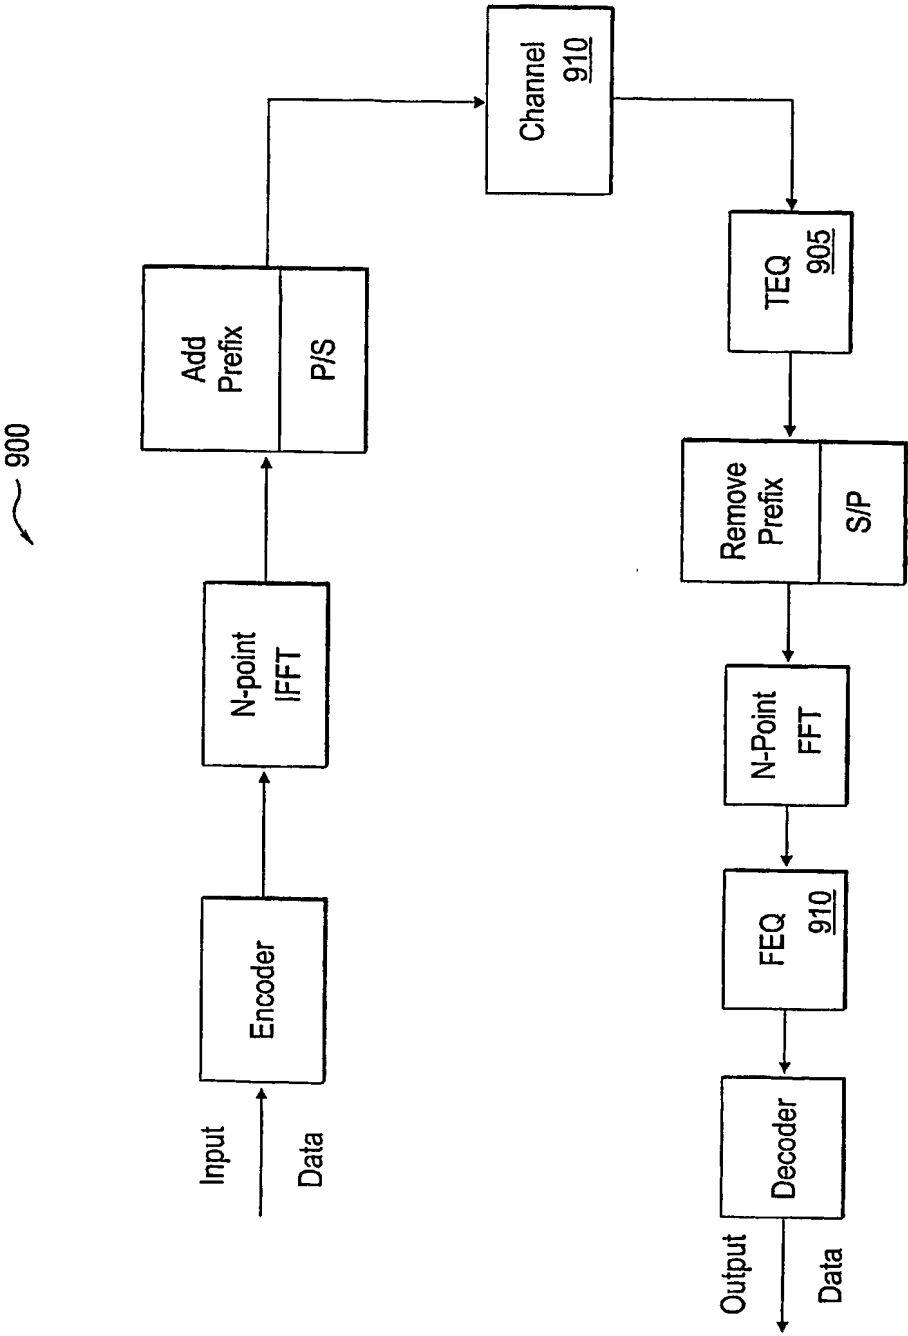 900
Input
Data
Encoder
N-point
IFFT
Add
Prefix
P/S
Channel
910
TEQ
905
Remove
Prefix
S/P
N-Point
FFT
FEQ
910
Decoder
Output
Data